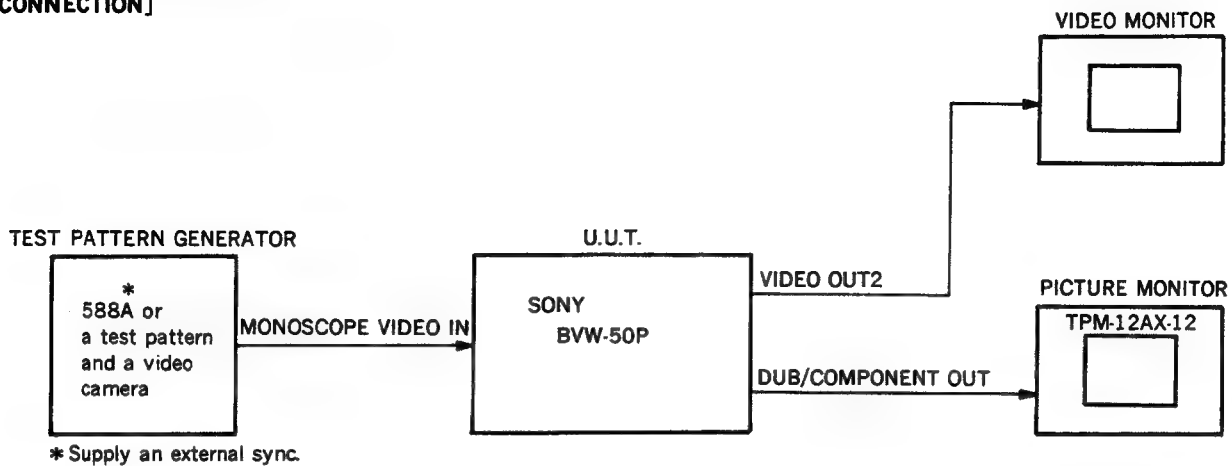 CONNECTION]
VIDEO MONITOR
TEST PATTERN GENERATOR
*
588A or
a test pattern
and a video
camera
* Supply an external sync.
MONOSCOPE VIDEO IN
U.U.T.
SONY
BVW-50P
VIDEO OUT2
DUB/COMPONENT OUT
PICTURE MONITOR
TPM-12AX-12